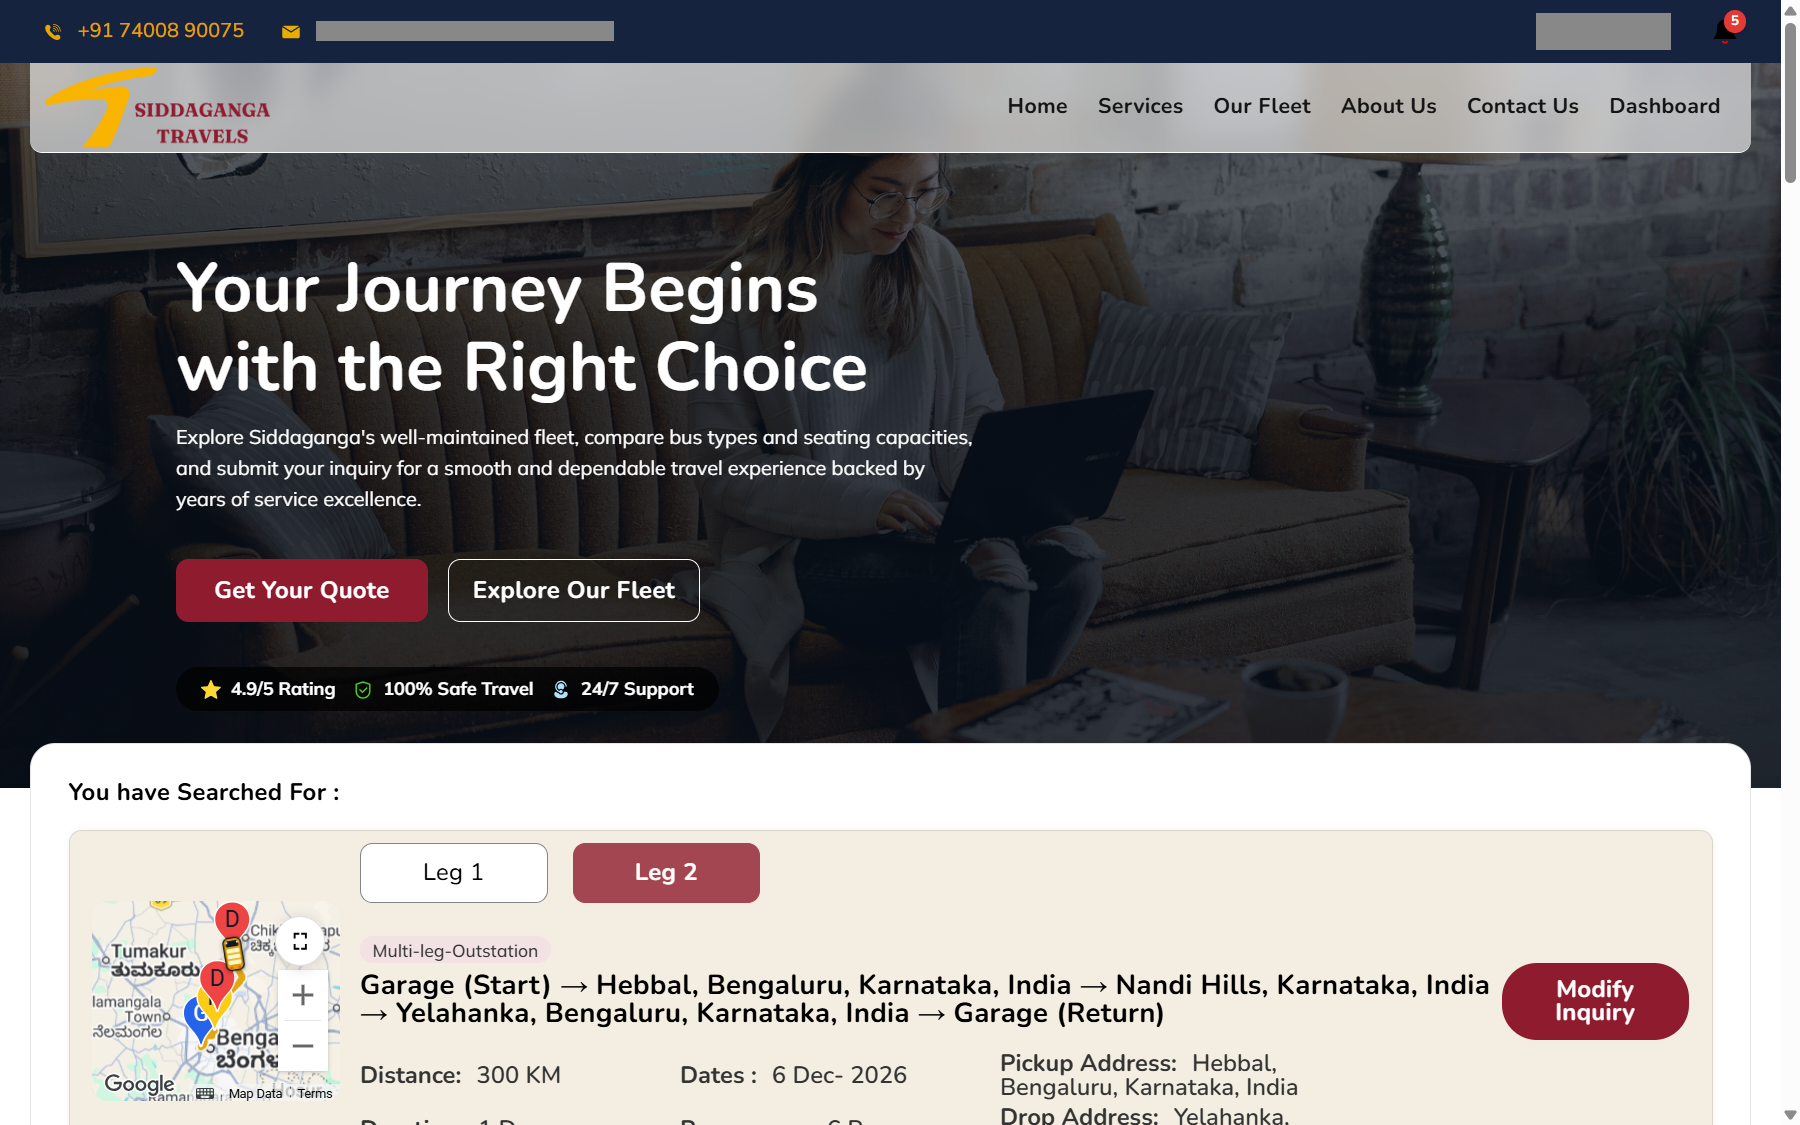 +91 74008 90075
5
SIDDAGANGA
TRAVELS
Home Services Our Fleet About Us Contact Us Dashboard
Your Journey Begins
with the Right Choice
Explore Siddaganga's well-maintained fleet, compare bus types and seating capacities,
and submit your inquiry for a smooth and dependable travel experience backed by
years of service excellence.
Get Your Quote Explore Our Fleet
4.9/5 Rating 100% Safe Travel 24/7 Support
You have Searched For :
Leg 1 Leg 2
D
Tumakur
ತುಮಕೂರು
D
lamangala
Town
ನೆಲಮಂಗಲ
Benga
Google
Map Data Terms
Multi-leg-Outstation
Garage (Start) → Hebbal, Bengaluru, Karnataka, India → Nandi Hills, Karnataka, India
→ Yelahanka, Bengaluru, Karnataka, India → Garage (Return)
Modify
Inquiry
Distance: 300 KM
Dates : 6 Dec- 2026
Pickup Address: Hebbal,
Bengaluru, Karnataka, India
Drop Address: Yelahanka,